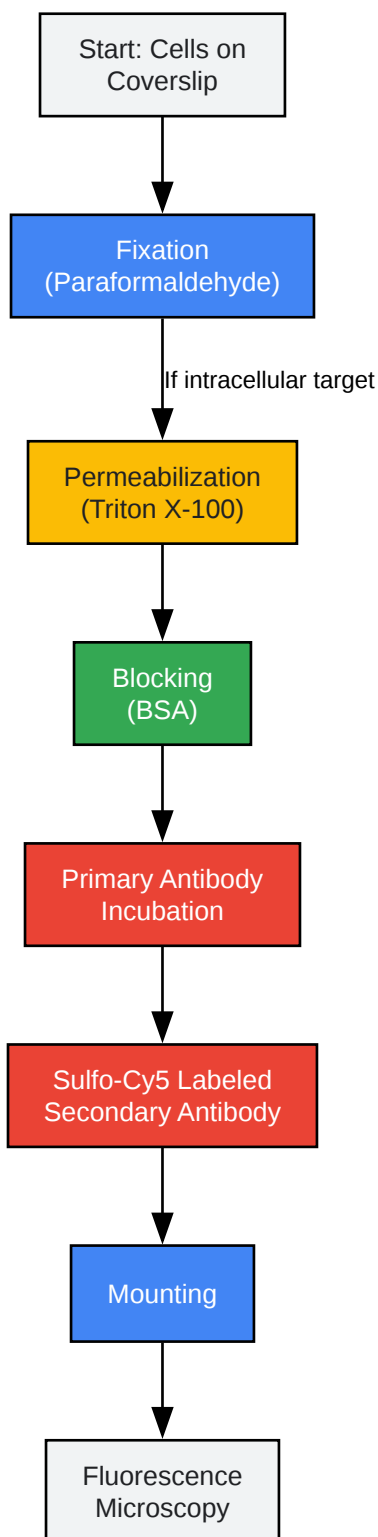 Start: Cells on
Coverslip
Fixation
(Paraformaldehyde)
If intracellular target
Permeabilization
(Triton X-100)
Blocking
(BSA)
Primary Antibody
Incubation
Sulfo-Cy5 Labeled
Secondary Antibody
Mounting
Fluorescence
Microscopy